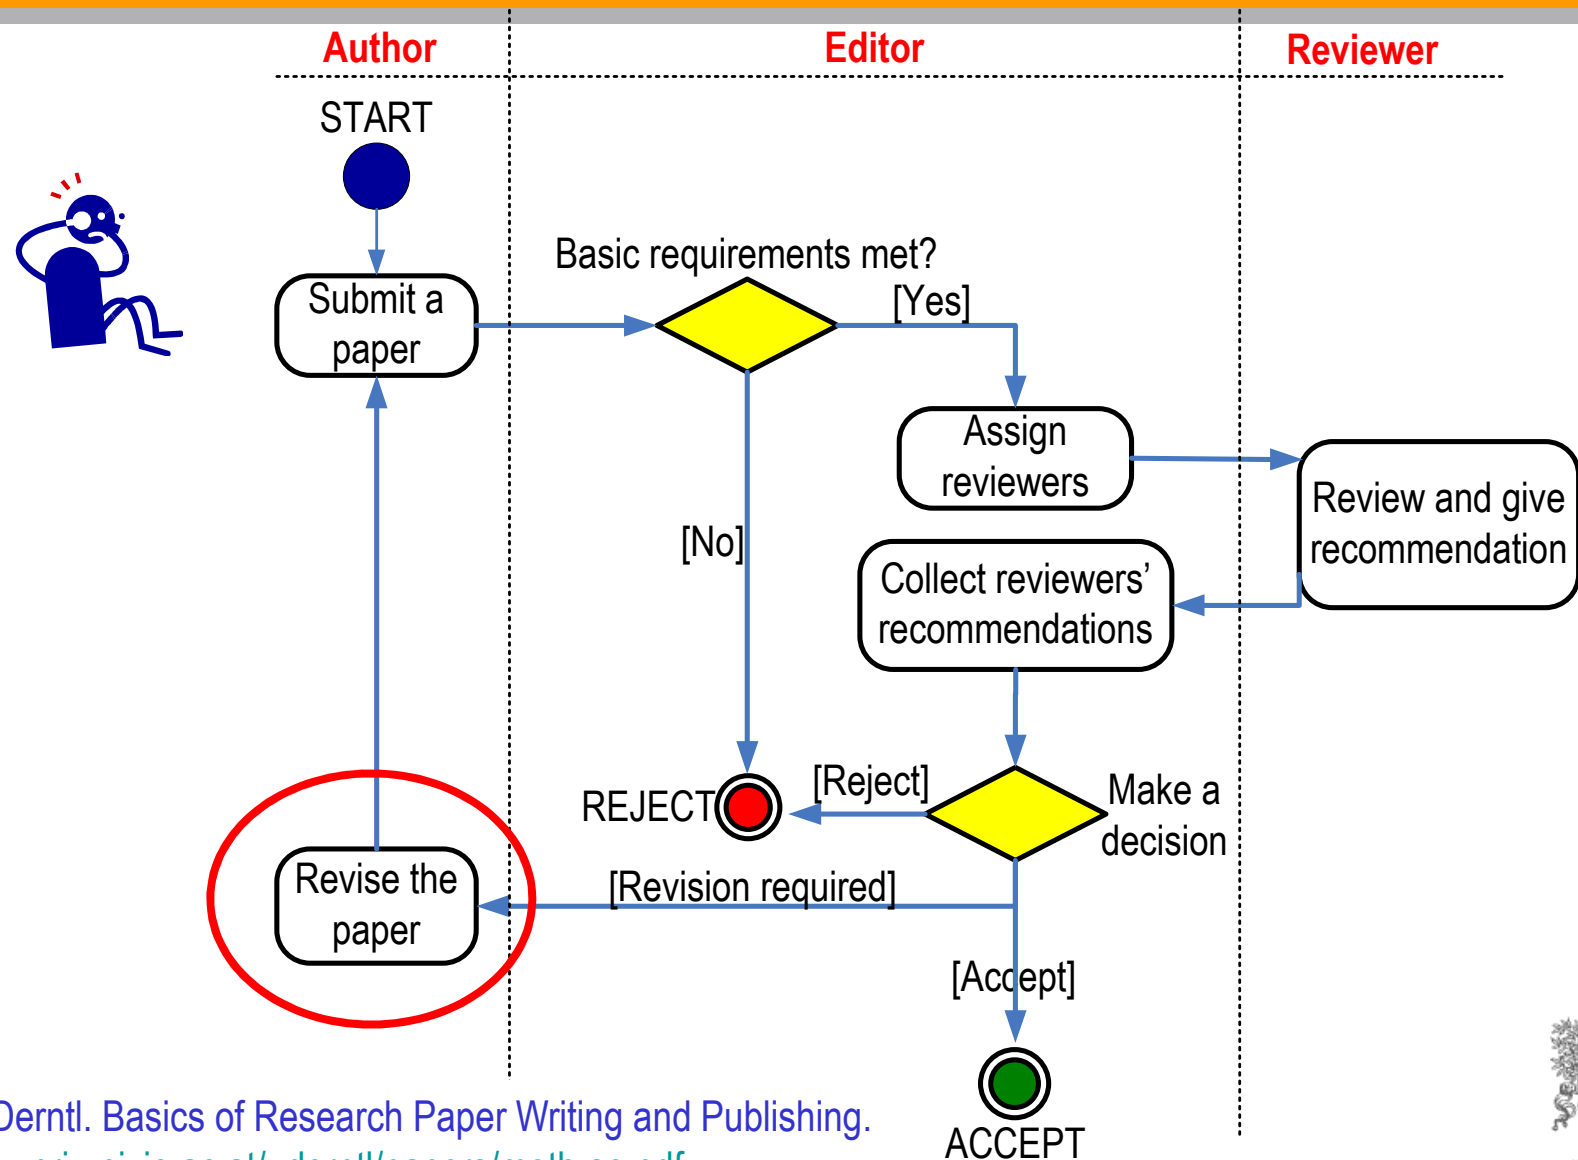 Author
Editor
Reviewer
START
Basic requirements met?
Submit a
paper
[Yes]
Assign
reviewers
Review and give
recommendation
[No]
Collect reviewers’
recommendations
REJECT
[Reject]
Make a
decision
Revise the
paper
[Revision required]
[Accept]
ACCEPT
Derntl. Basics of Research Paper Writing and Publishing.